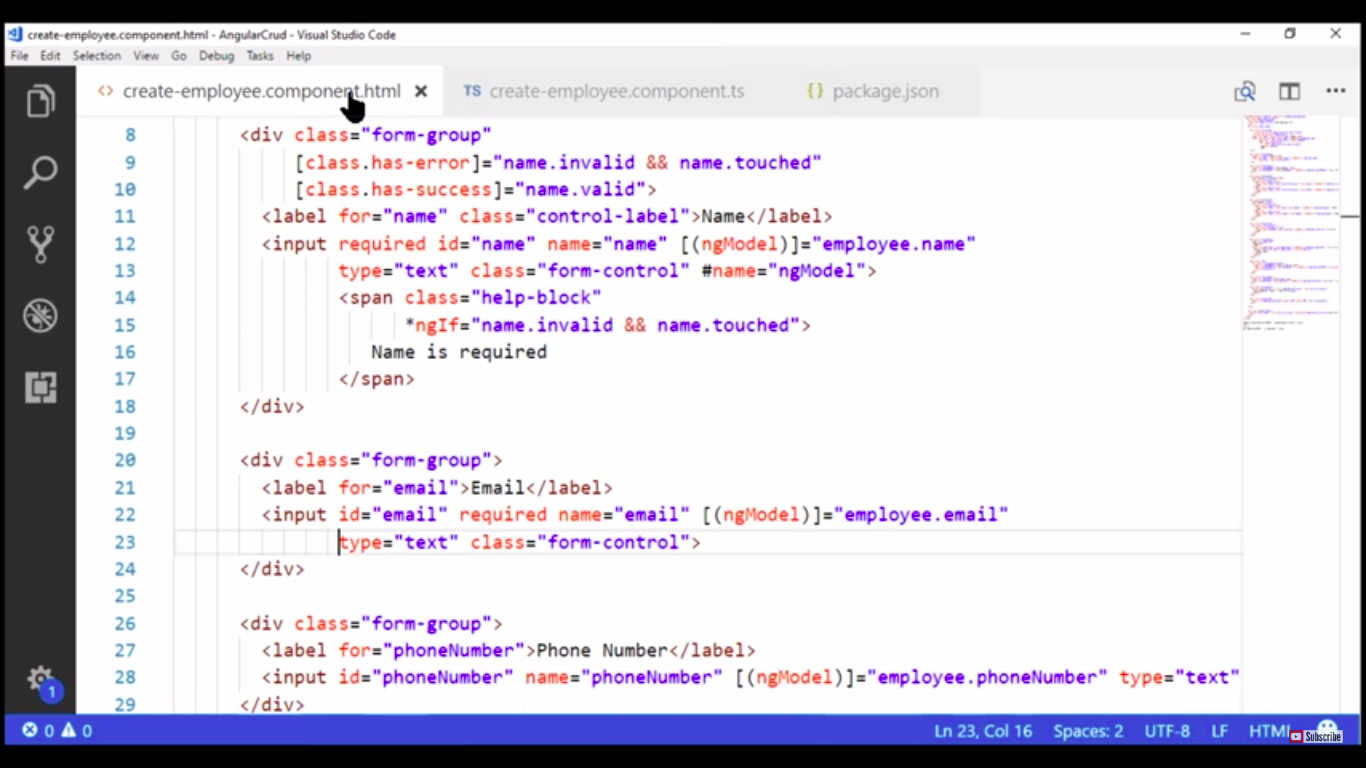 create-employee.component.html - AngularCrud - Visual Studio Code
File Edit Selection View Go Debug Tasks Help
create-employee.component.html
TS create-employee.component.ts
{} package.json
8 <div class="form-group"
9 [class.has-error]="name.invalid && name.touched"
10 [class.has-success]="name.valid">
11 <label for="name" class="control-label">Name</label>
12 <input required id="name" name="name" [(ngModel)]="employee.name"
13 type="text" class="form-control" #name="ngModel">
14 <span class="help-block"
15 *ngIf="name.invalid && name.touched">
16 Name is required
17 </span>
18 </div>
19
20 <div class="form-group">
21 <label for="email">Email</label>
22 <input id="email" required name="email" [(ngModel)]="employee.email"
23 type="text" class="form-control">
24 </div>
25
26 <div class="form-group">
27 <label for="phoneNumber">Phone Number</label>
28 <input id="phoneNumber" name="phoneNumber" [(ngModel)]="employee.phoneNumber" type="text"
29 </div>
1
0 0 Ln 23, Col 16 Spaces: 2 UTF-8 LF HTML
Subscribe